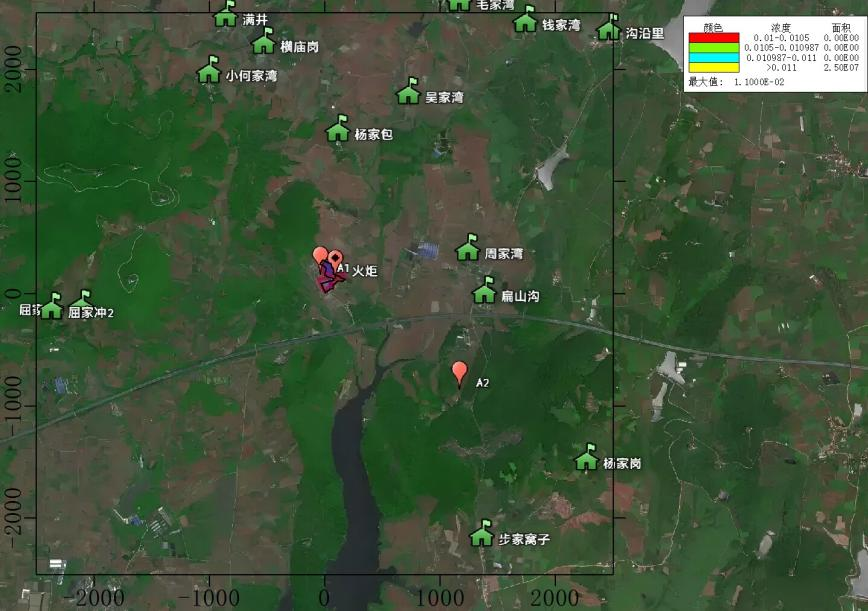 毛家湾
满井
钱家湾
沟沿里
横庙岗
小何家湾
吴家湾
杨家包
周家湾
A1
火炬
扁山沟
屈家
屈家冲2
A2
杨家岗
步家窝子
2000
1000
0
-1000
-2000
-2000 -1000 0 1000 2000
颜色 浓度 面积
0.01-0.0105 0.00E00
0.0105-0.010987 0.00E00
0.010987-0.011 0.00E00
>0.011 2.50E07
最大值: 1.1000E-02